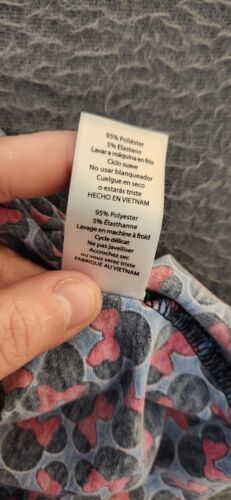 95% Poliéster
5% Elastano
Lavar a máquina en frío
Ciclo suave
No usar blanqueador
Cuelgue en seco
o estarás triste
HECHO EN VIETNAM
95% Polyester
5% Élasthanne
Lavage en machine à froid
Cycle délicat
Ne pas javelliser
Accrochez sec
ou vous serez triste
FABRIQUÉ AU VIETNAM